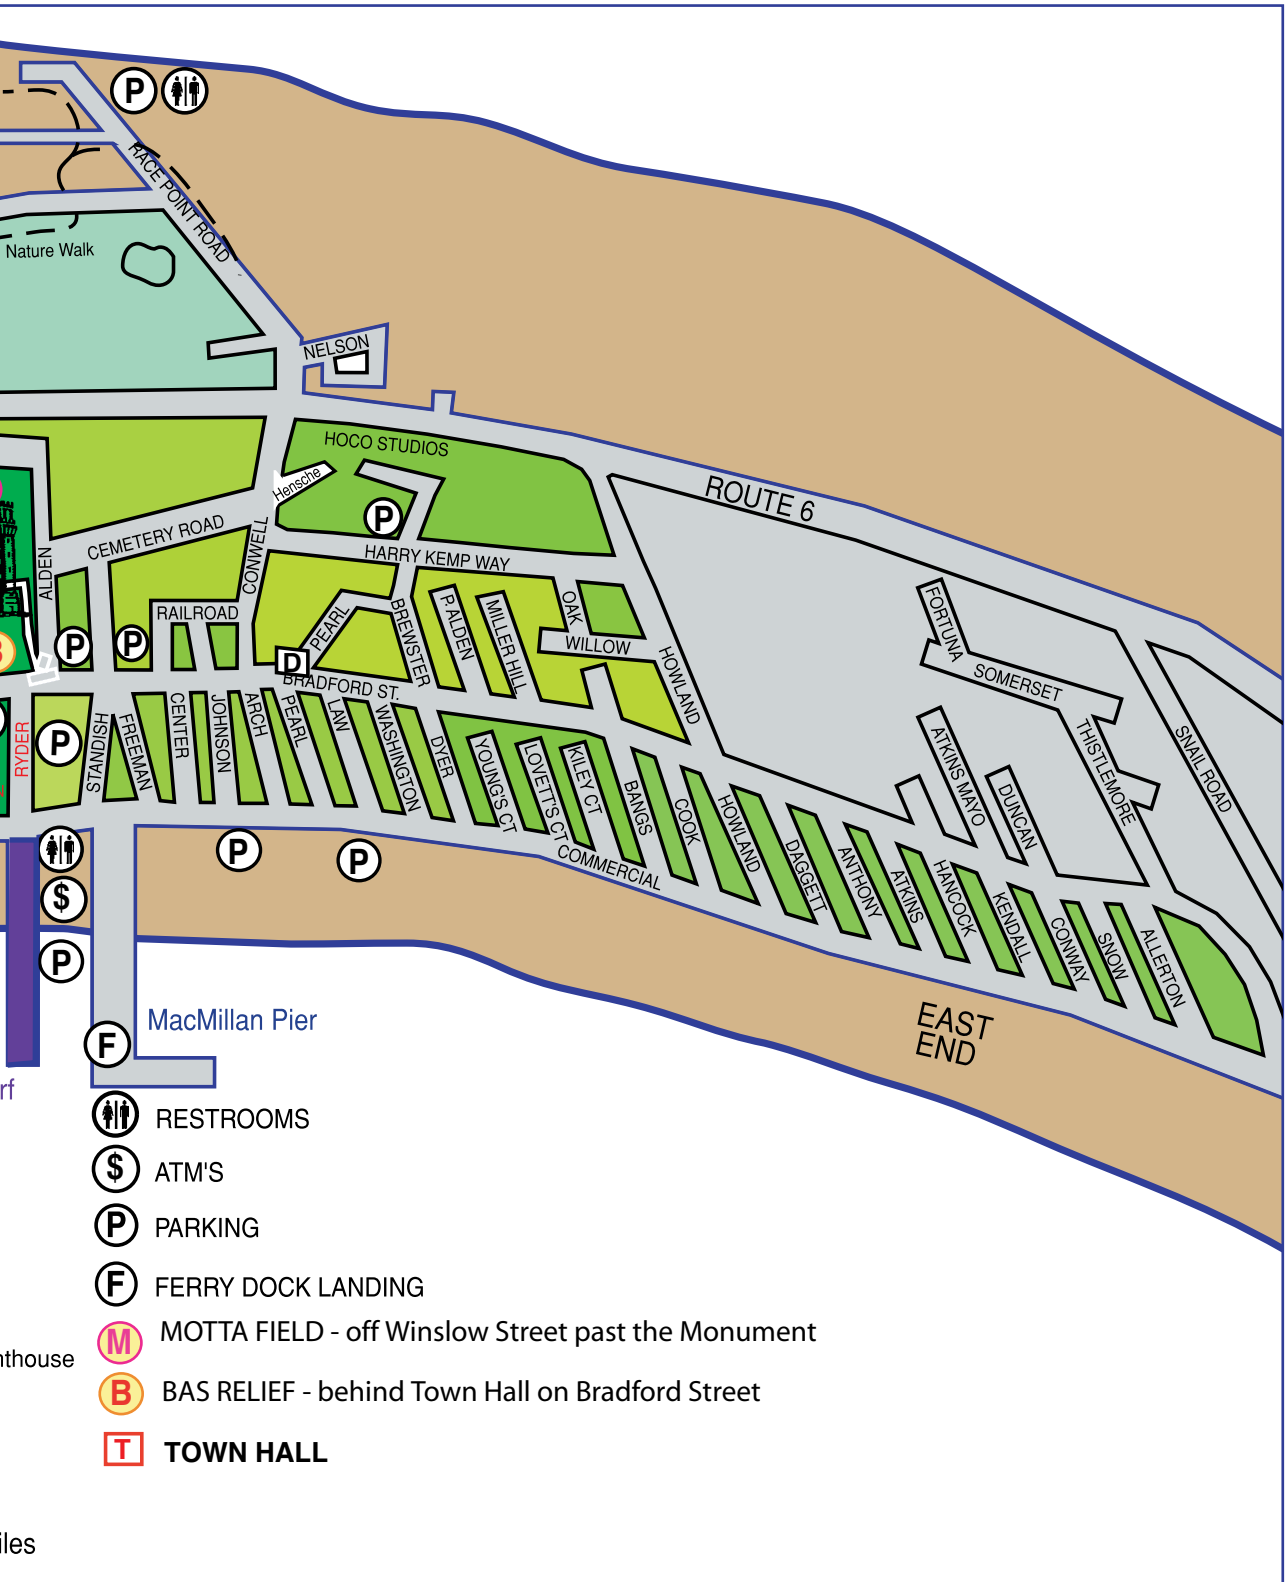 P
RACE POINT ROAD
Nature Walk
NELSON
HOCO STUDIOS
Hensche
ROUTE 6
P
CEMETERY ROAD
CONWELL
HARRY KEMP WAY
ALDEN
RAILROAD
PEARL
BREWSTER
P. ALDEN
MILLER HILL
OAK
WILLOW
HOWLAND
FORTUNA
SOMERSET
THISTLEMORE
SNAIL ROAD
ATKINS MAYO
DUNCAN
P
P
B
D
BRADFORD ST.
RYDER
P
STANDISH
FREEMAN
CENTER
JOHNSON
ARCH
PEARL
LAW
WASHINGTON
DYER
YOUNG'S CT
LOVETT'S CT
KILEY CT
BANGS
COOK
HOWLAND
DAGGETT
ANTHONY
ATKINS
HANCOCK
KENDALL
CONWAY
SNOW
ALLERTON
COMMERCIAL
P
P
$
P
EAST
END
MacMillan Pier
F
rf
RESTROOMS
$ ATM'S
P PARKING
F FERRY DOCK LANDING
M MOTTA FIELD - off Winslow Street past the Monument
nthouse
B BAS RELIEF - behind Town Hall on Bradford Street
T TOWN HALL
iles